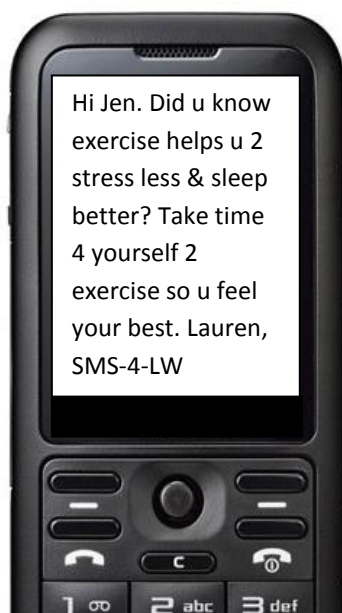 Hi Jen. Did u know
exercise helps u 2
stress less & sleep
better? Take time
4 yourself 2
exercise so u feel
your best. Lauren,
SMS-4-LW
C
1 2 abc 3 def